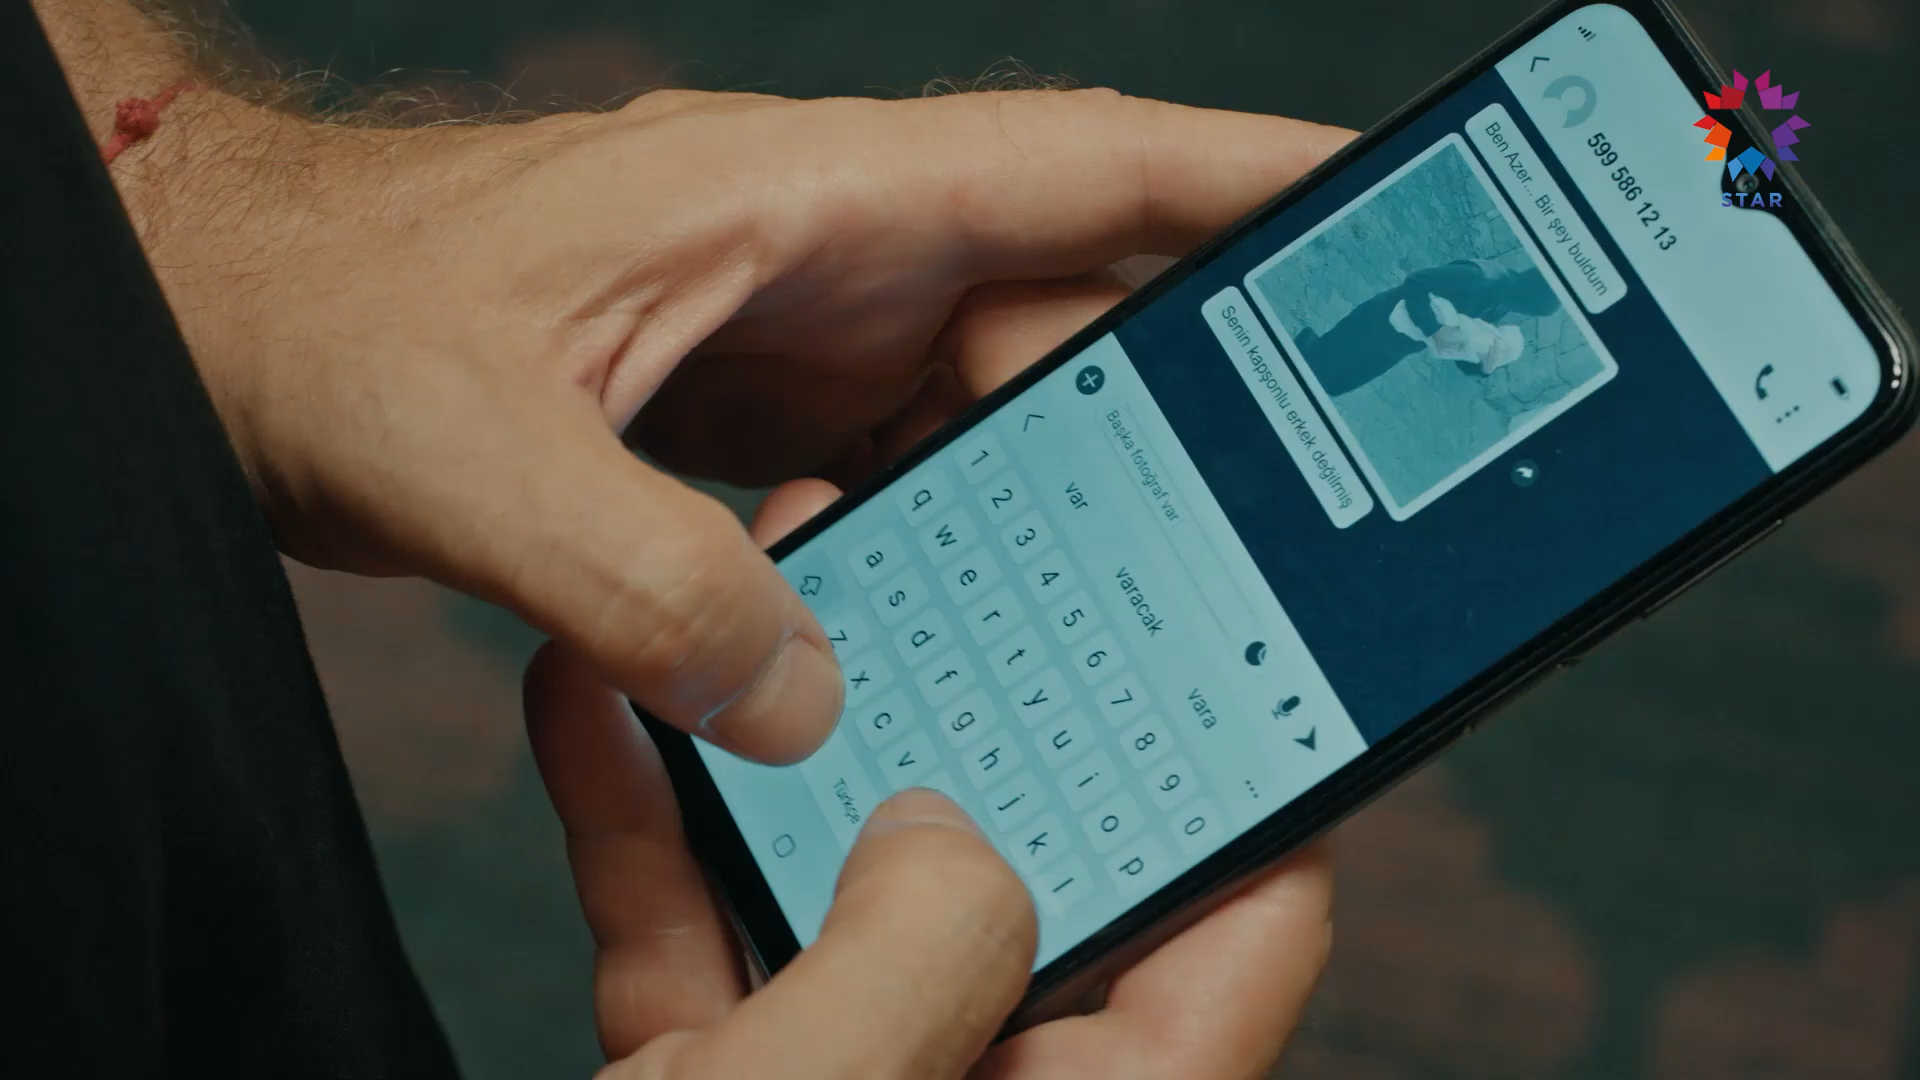 599 586 12 13
Ben Azer... Bir şey buldum
Senin kapşonlu erkek değilmiş
Başka fotoğraf var
var varacak vara
1 2 3 4 5 6 7 8 9 0
q w e r t y u i o p
a s d f g h j k l
z x c v
Türkçe
STAR